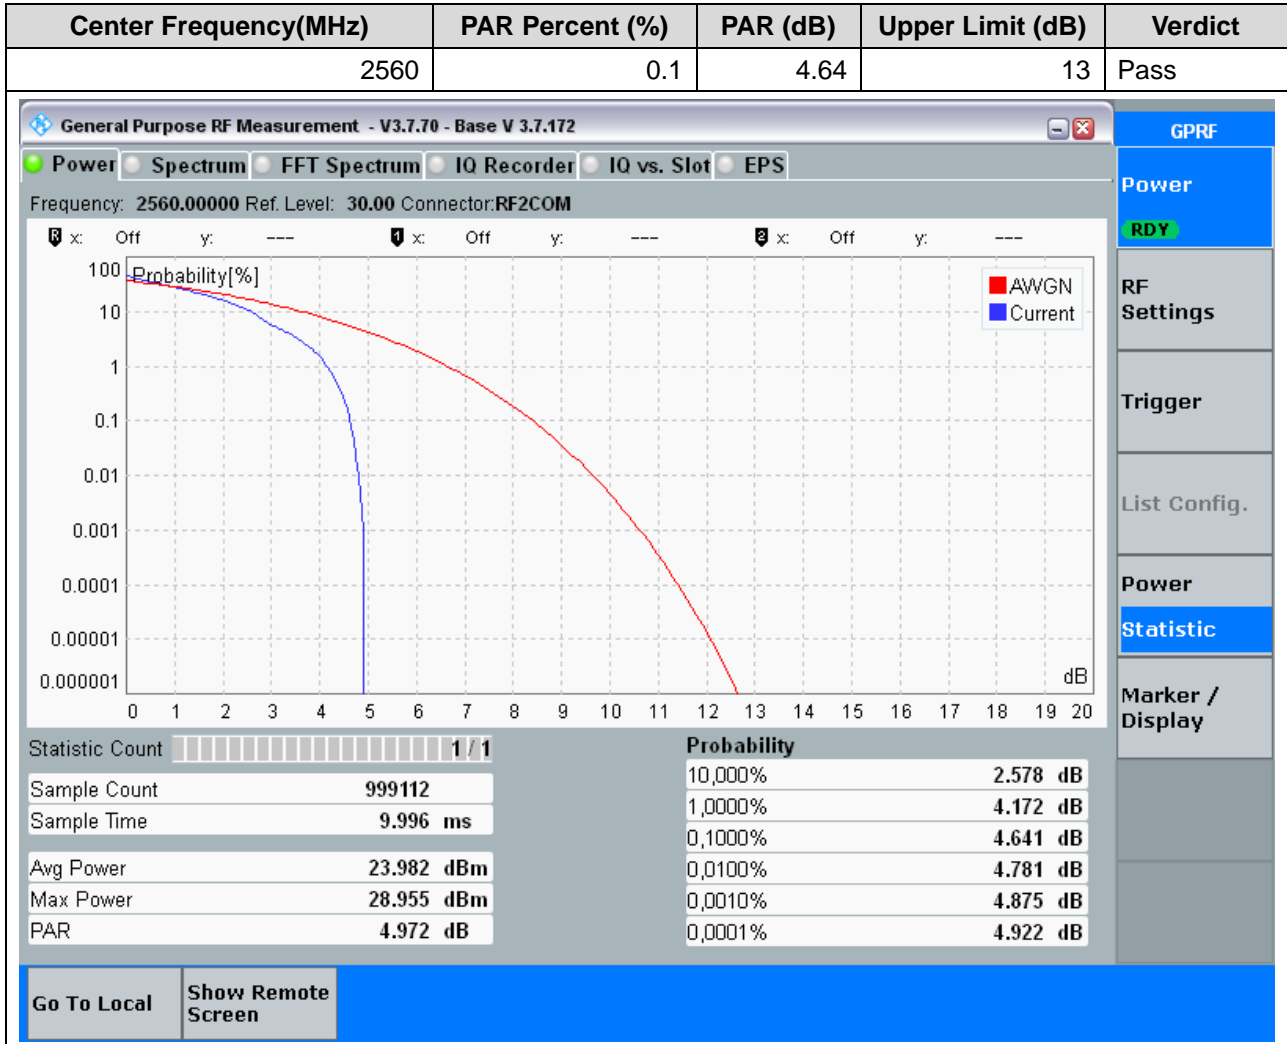 Center Frequency(MHz) PAR Percent (%) PAR (dB) Upper Limit (dB) Verdict
2560 0.1 4.64 13 Pass
General Purpose RF Measurement - V3.7.70 - Base V 3.7.172
GPRF
Power Spectrum FFT Spectrum IQ Recorder IQ vs. Slot EPS
Frequency: 2560.00000 Ref. Level: 30.00 Connector:RF2COM
R x: Off y: --- 1 x: Off y: --- 2 x: Off y: ---
Probability[%]
AWGN
Current
100
10
1
0.1
0.01
0.001
0.0001
0.00001
0.000001
dB
0 1 2 3 4 5 6 7 8 9 10 11 12 13 14 15 16 17 18 19 20
Statistic Count 1 / 1
Sample Count 999112
Sample Time 9.996 ms
Avg Power 23.982 dBm
Max Power 28.955 dBm
PAR 4.972 dB
Probability
10,000% 2.578 dB
1,0000% 4.172 dB
0,1000% 4.641 dB
0,0100% 4.781 dB
0,0010% 4.875 dB
0,0001% 4.922 dB
Power
RDY
RF
Settings
Trigger
List Config.
Power
Statistic
Marker /
Display
Go To Local
Show Remote
Screen